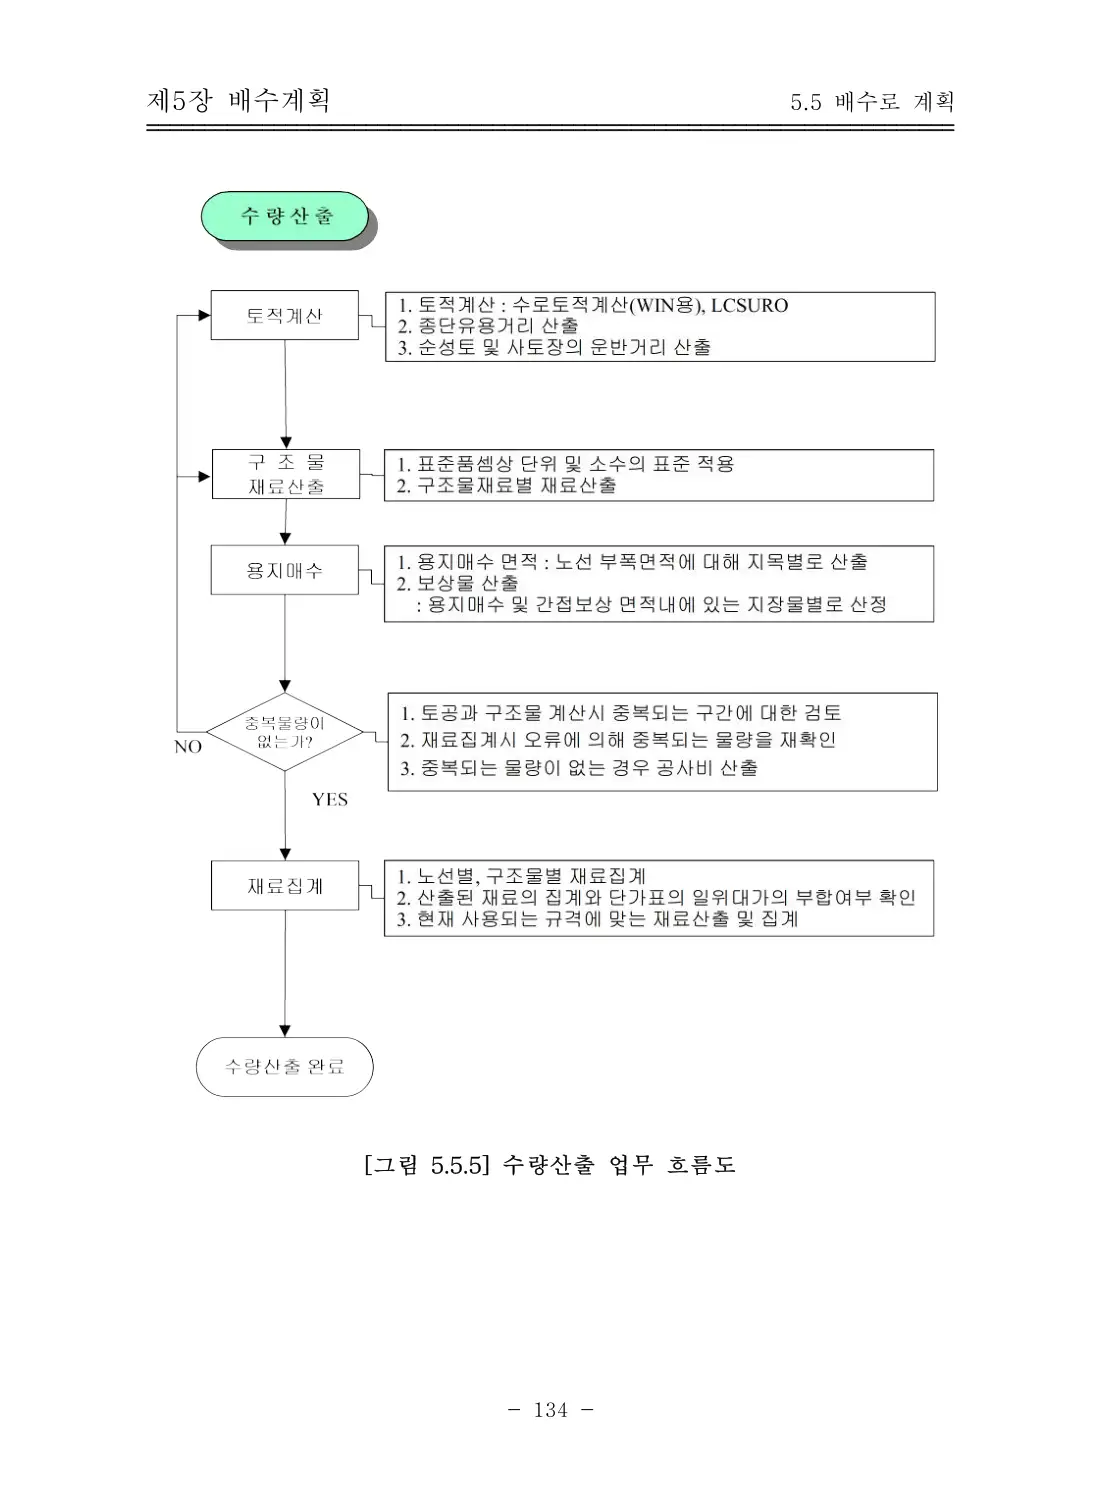 제5장 배수계획
5.5 배수로 계획
수 량 산 출
토적계산
1. 토적계산 : 수로토적계산(WIN용), LCSURO
2. 종단유용거리 산출
3. 순성토 및 사토장의 운반거리 산출
구 조 물
재료산출
1. 표준품셈상 단위 및 소수의 표준 적용
2. 구조물재료별 재료산출
용지매수
1. 용지매수 면적 : 노선 부폭면적에 대해 지목별로 산출
2. 보상물 산출
: 용지매수 및 간접보상 면적내에 있는 지장물별로 산정
중복물량이
없는가?
NO
YES
1. 토공과 구조물 계산시 중복되는 구간에 대한 검토
2. 재료집계시 오류에 의해 중복되는 물량을 재확인
3. 중복되는 물량이 없는 경우 공사비 산출
재료집계
1. 노선별, 구조물별 재료집계
2. 산출된 재료의 집계와 단가표의 일위대가의 부합여부 확인
3. 현재 사용되는 규격에 맞는 재료산출 및 집계
수량산출 완료
[그림 5.5.5] 수량산출 업무 흐름도
- 134 -